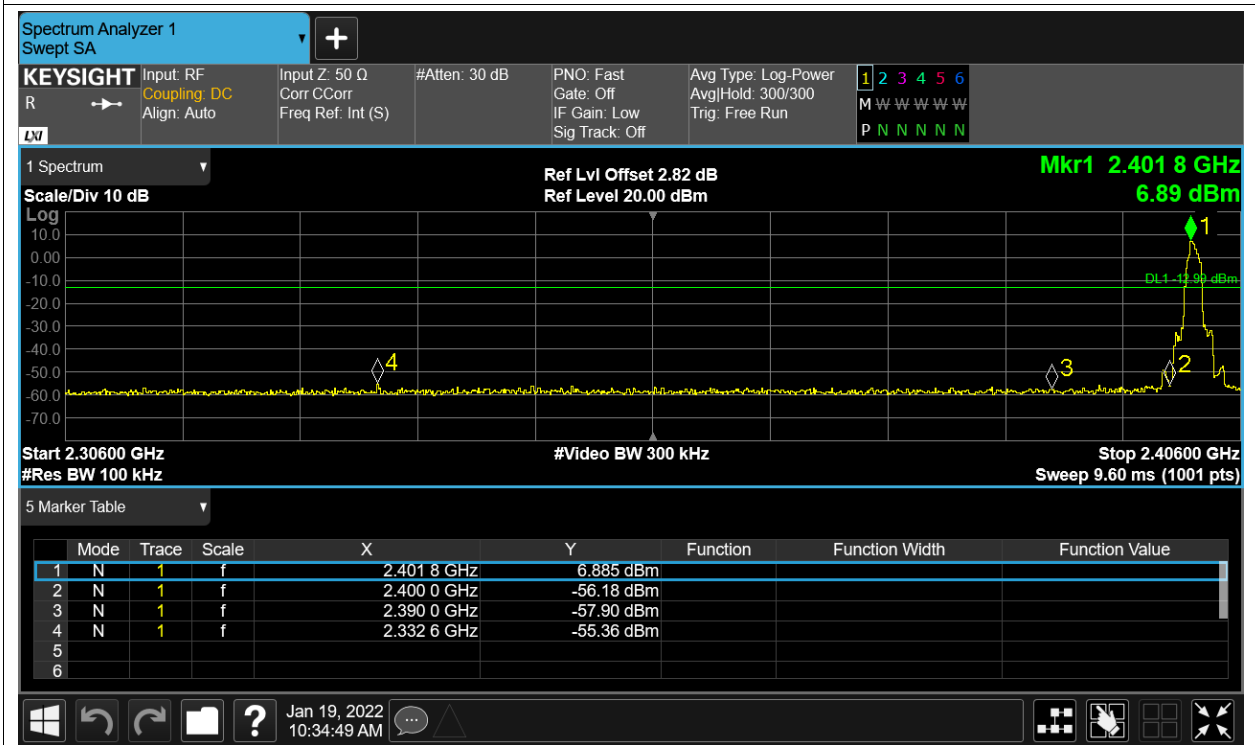 Spectrum Analyzer 1
Swept SA
KEYSIGHT
R
LXI
Input: RF
Coupling: DC
Align: Auto
Input Z: 50 Ω
Corr CCorr
Freq Ref: Int (S)
#Atten: 30 dB
PNO: Fast
Gate: Off
IF Gain: Low
Sig Track: Off
Avg Type: Log-Power
Avg|Hold: 300/300
Trig: Free Run
1 2 3 4 5 6
M W W W W W
P N N N N N
1 Spectrum
Scale/Div 10 dB
Ref Lvl Offset 2.82 dB
Ref Level 20.00 dBm
Mkr1 2.401 8 GHz
6.89 dBm
Log
10.0
0.00
-10.0
-20.0
-30.0
-40.0
-50.0
-60.0
-70.0
1
DL1 -12.99 dBm
4
3
2
Start 2.30600 GHz
#Res BW 100 kHz
#Video BW 300 kHz
Stop 2.40600 GHz
Sweep 9.60 ms (1001 pts)
5 Marker Table
Mode Trace Scale X Y Function Function Width Function Value
1 N 1 f 2.401 8 GHz 6.885 dBm
2 N 1 f 2.400 0 GHz -56.18 dBm
3 N 1 f 2.390 0 GHz -57.90 dBm
4 N 1 f 2.332 6 GHz -55.36 dBm
5
6
?
Jan 19, 2022
10:34:49 AM